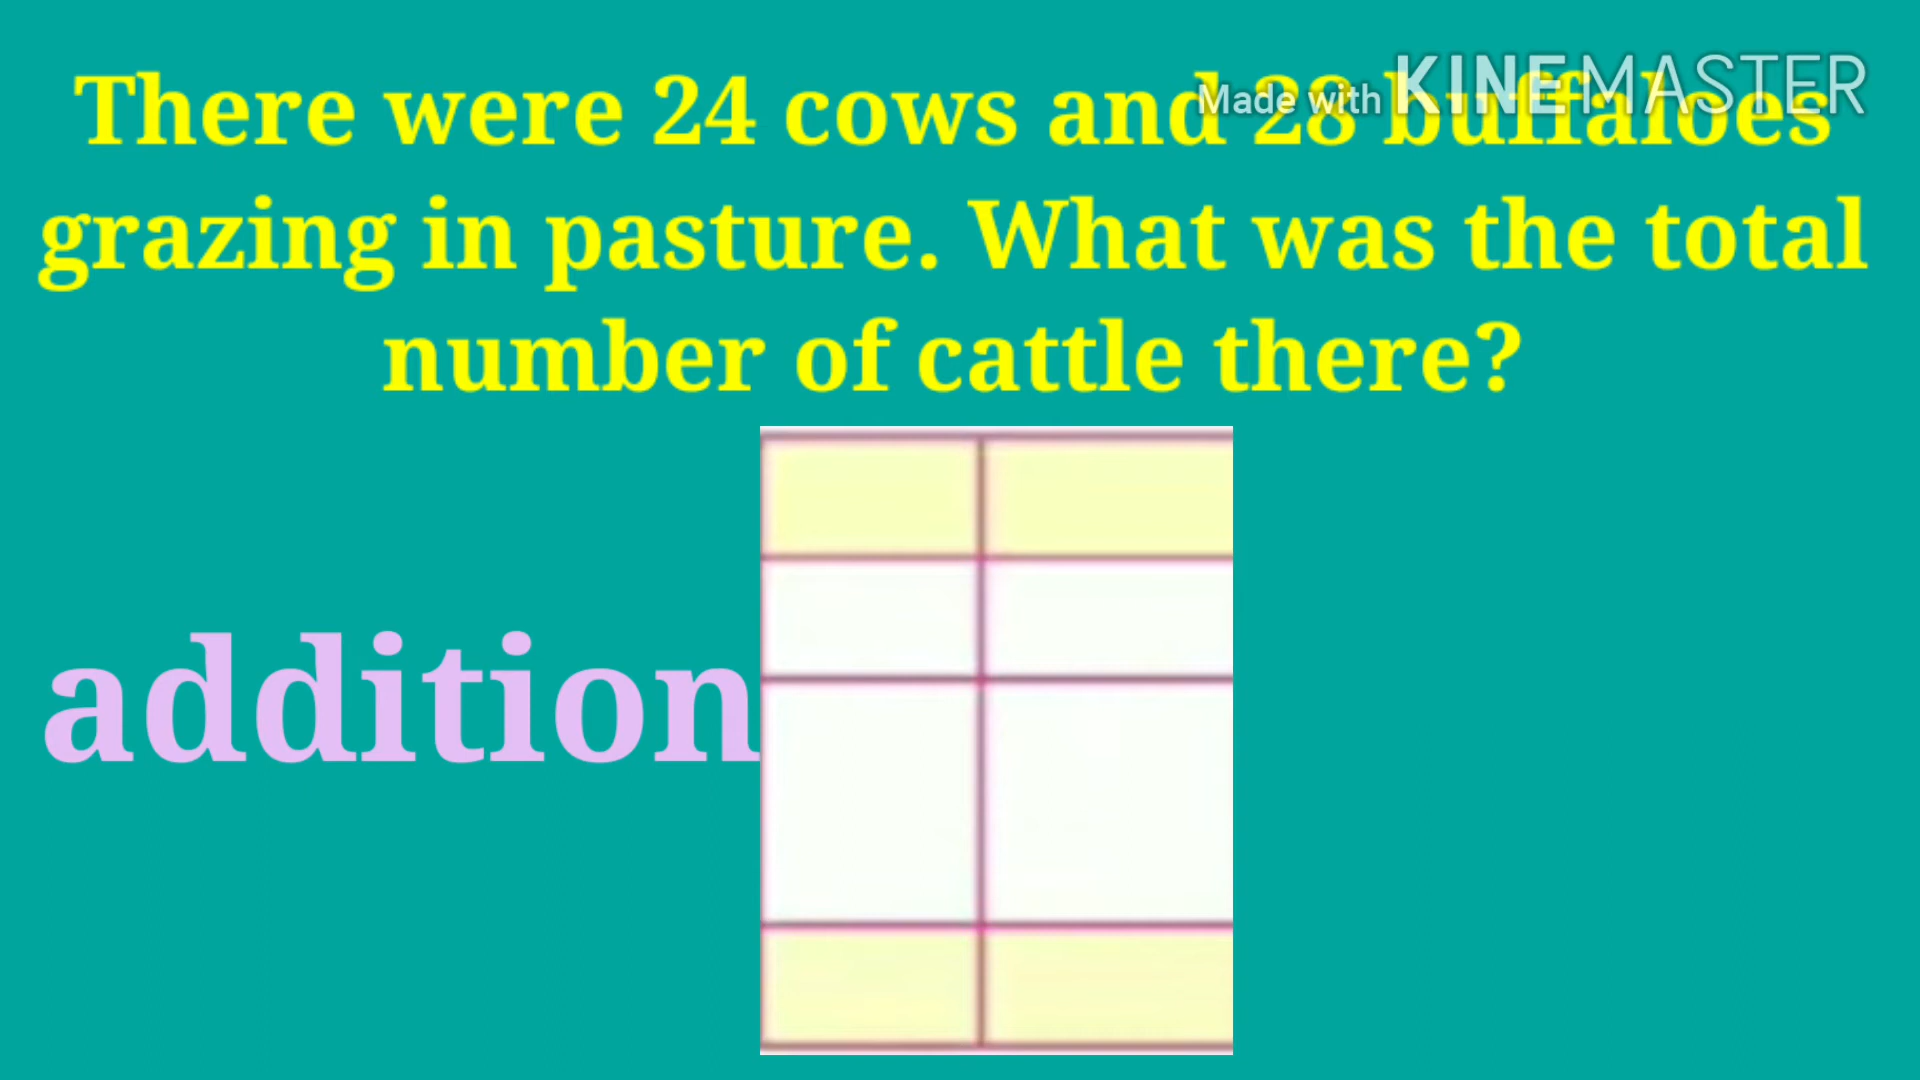 There were 24 cows and 28 buffaloes
Made with KINEMASTER
grazing in pasture. What was the total
number of cattle there?
addition